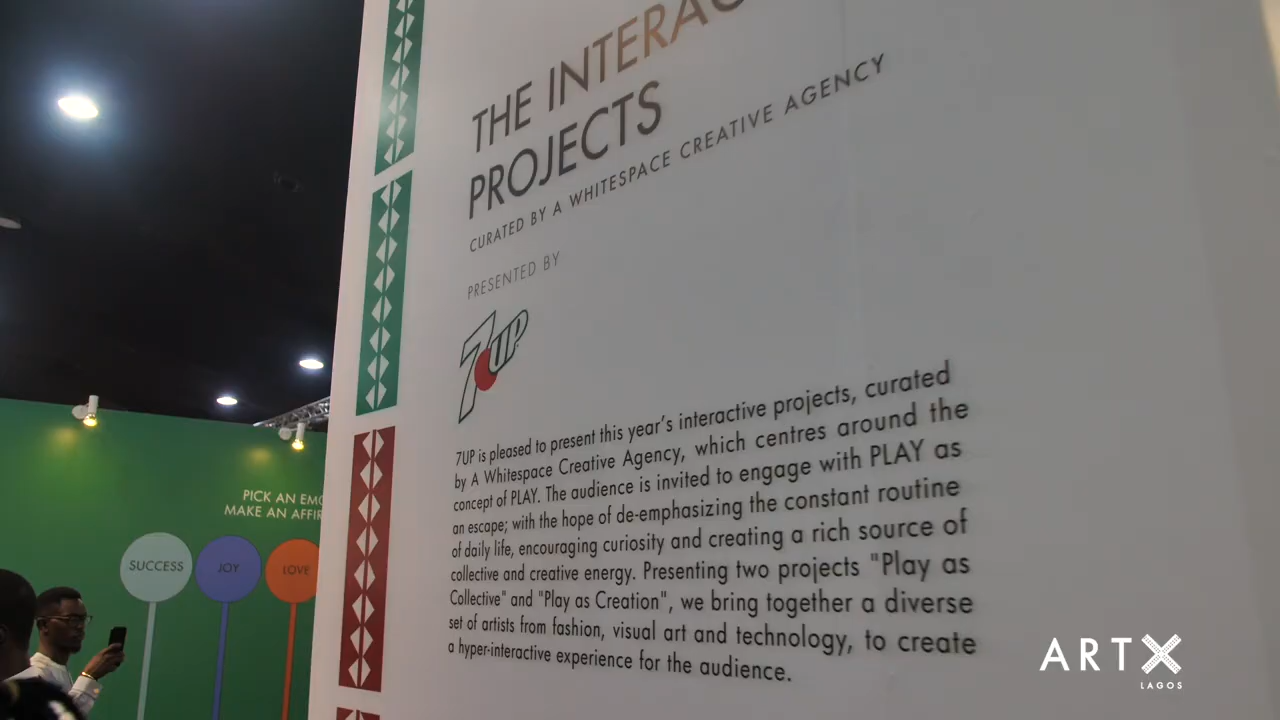 THE INTERAC
PROJECTS
CURATED BY A WHITESPACE CREATIVE AGENCY
PRESENTED BY
7UP
7UP is pleased to present this year's interactive projects, curated
by A Whitespace Creative Agency, which centres around the
concept of PLAY. The audience is invited to engage with PLAY as
an escape; with the hope of de-emphasizing the constant routine
of daily life, encouraging curiosity and creating a rich source of
collective and creative energy. Presenting two projects "Play as
Collective" and "Play as Creation", we bring together a diverse
set of artists from fashion, visual art and technology, to create
a hyper-interactive experience for the audience.
PICK AN EMO
MAKE AN AFFIR
SUCCESS
JOY
LOVE
ARTX
LAGOS